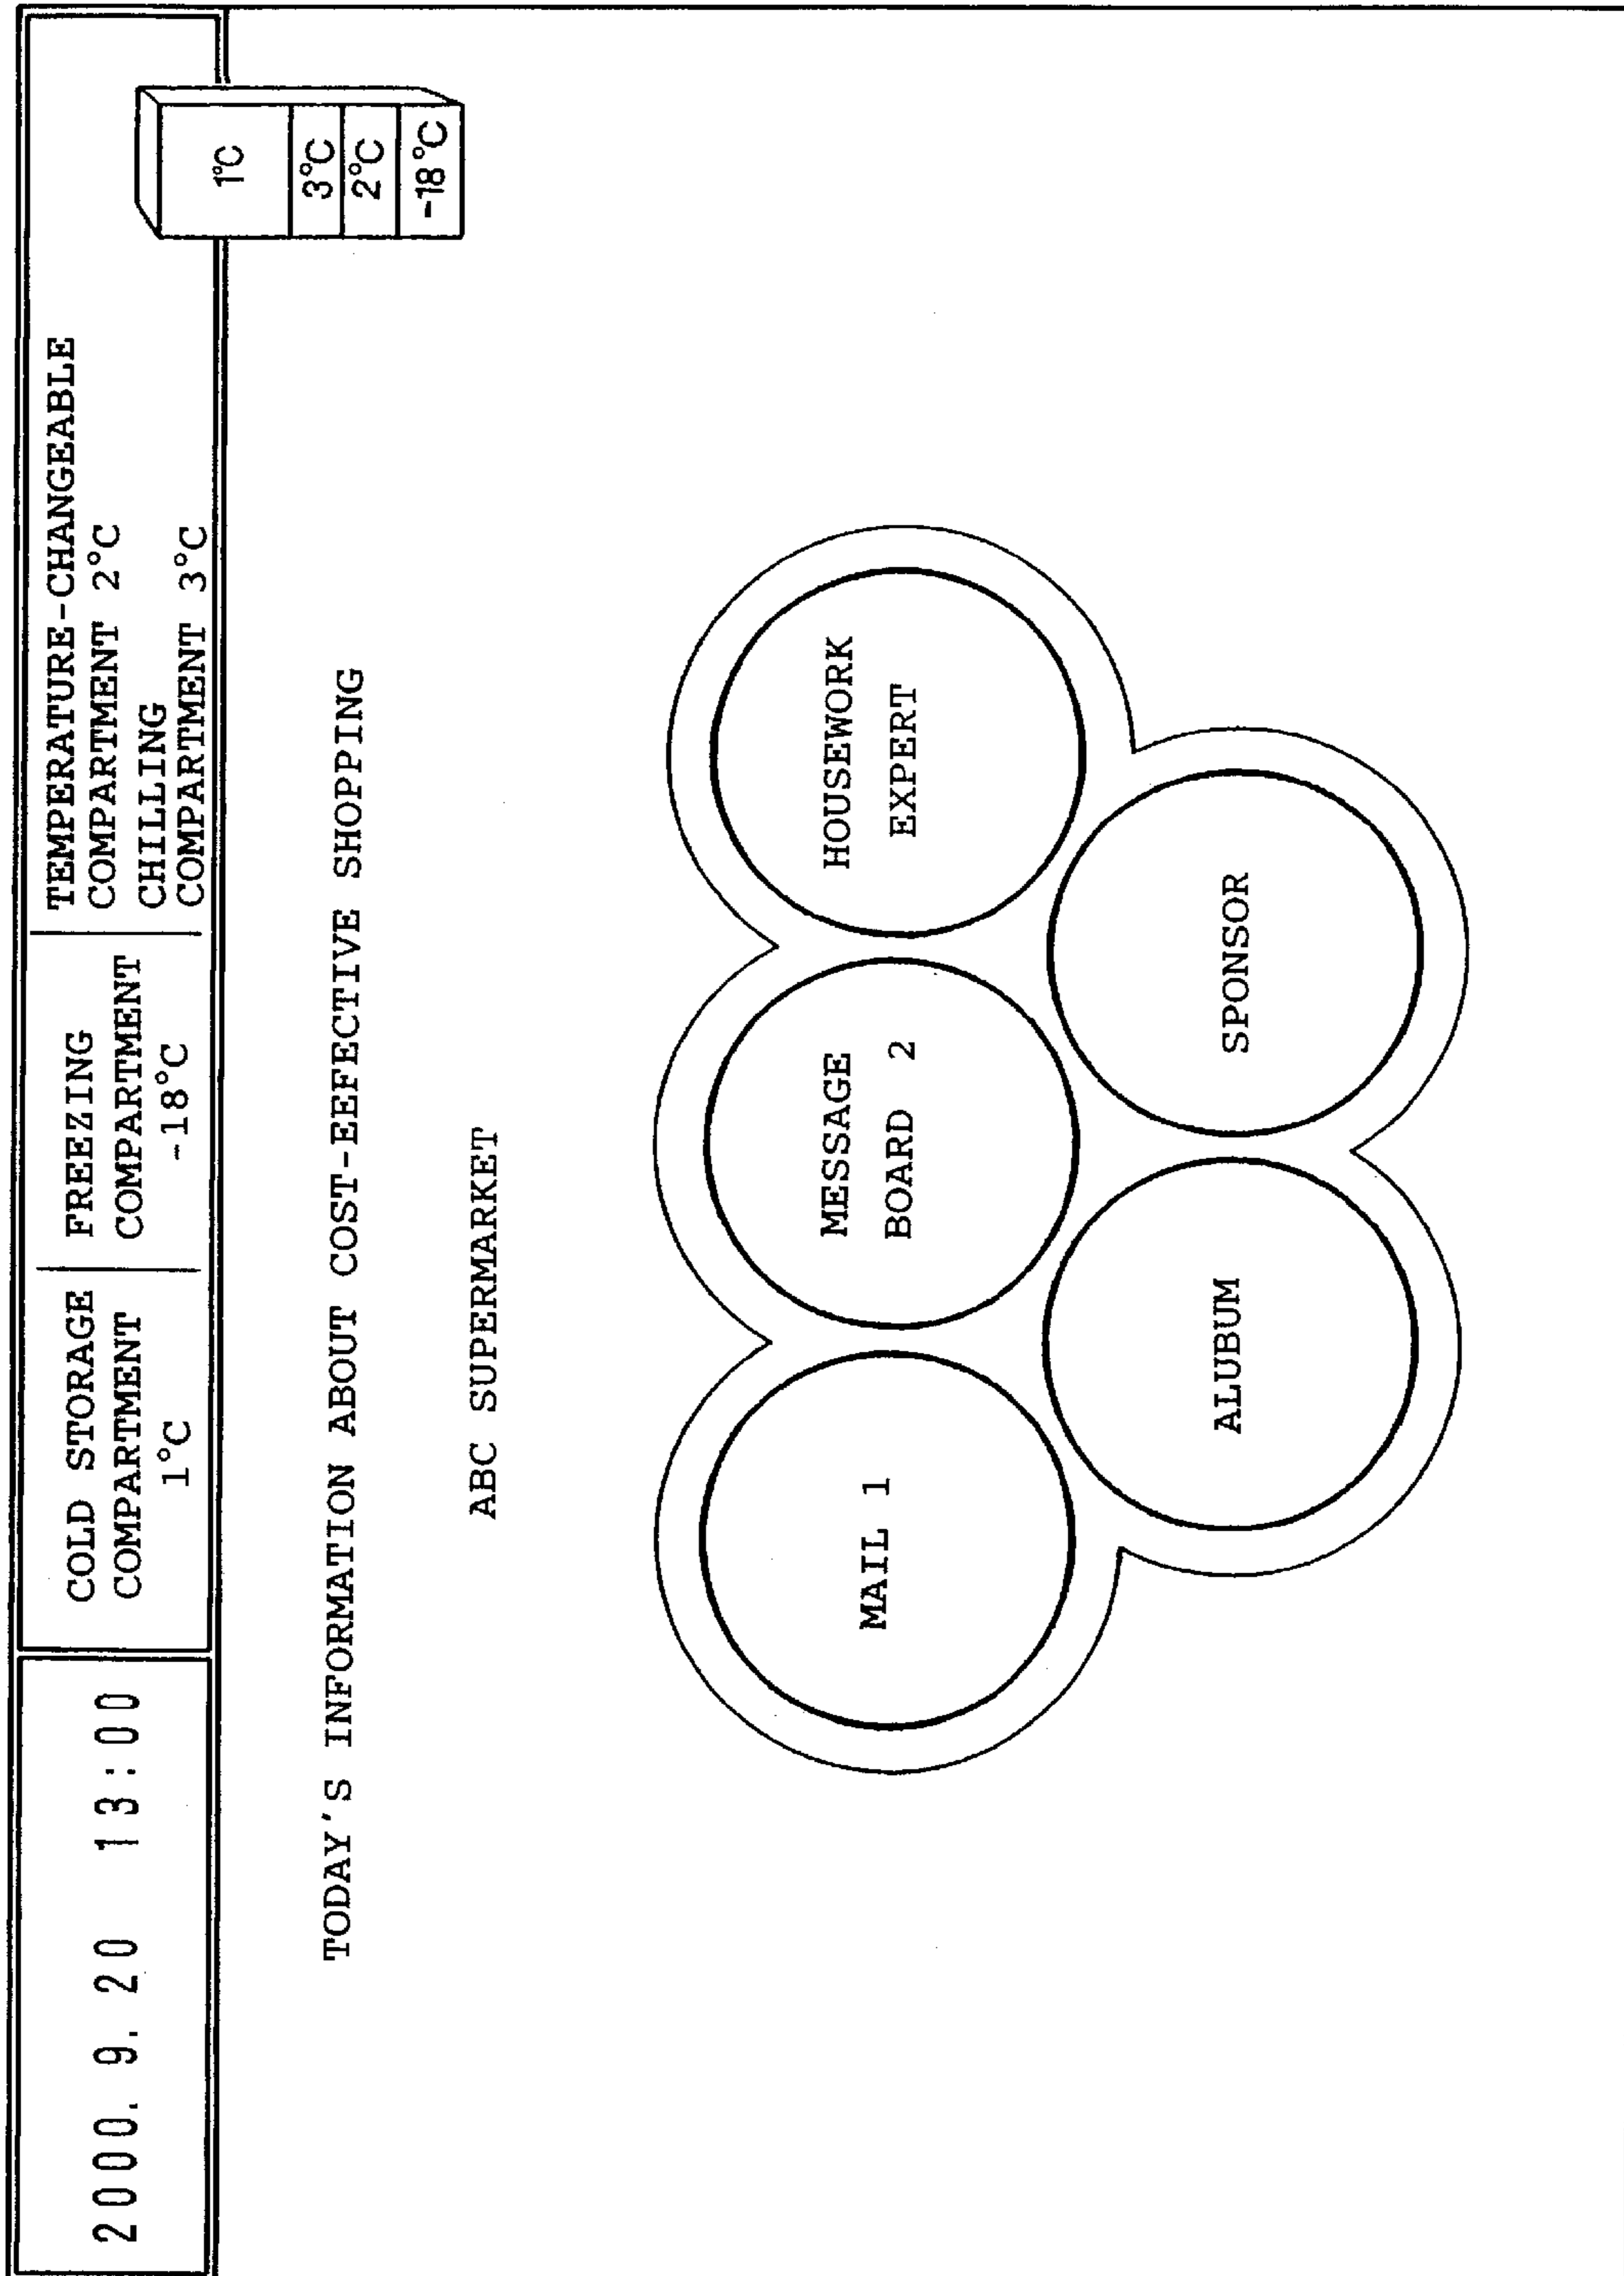 2000. 9. 20 13:00
COLD STORAGE
COMPARTMENT
1°C
FREEZING
COMPARTMENT
-18°C
TEMPERATURE-CHANGEABLE
COMPARTMENT 2°C
CHILLING
COMPARTMENT 3°C
1°C
3°C
2°C
-18°C
TODAY'S INFORMATION ABOUT COST-EEFECTIVE SHOPPING
ABC SUPERMARKET
MAIL 1
MESSAGE
BOARD 2
HOUSEWORK
EXPERT
ALUBUM
SPONSOR